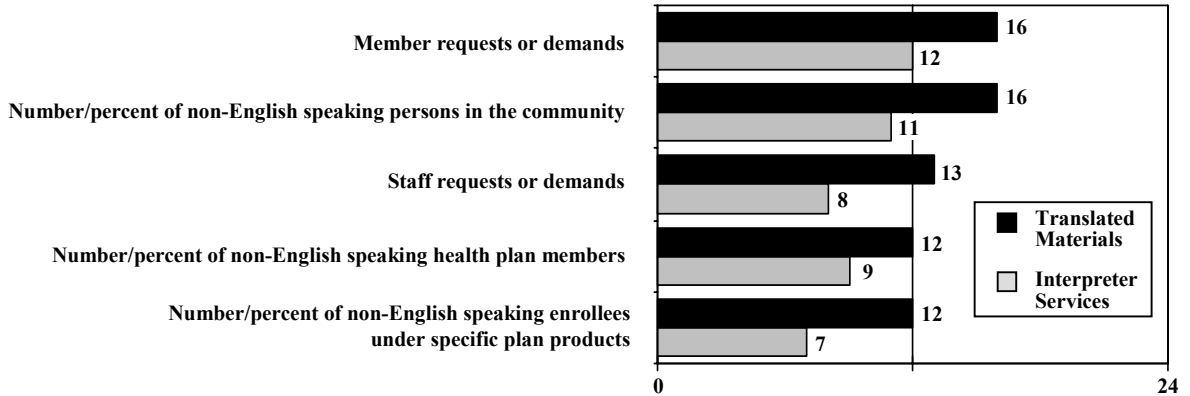 Member requests or demands
16
12
Number/percent of non-English speaking persons in the community
16
11
Staff requests or demands
13
8
Number/percent of non-English speaking health plan members
12
9
Number/percent of non-English speaking enrollees
under specific plan products
12
7
Translated
Materials
Interpreter
Services
0
24